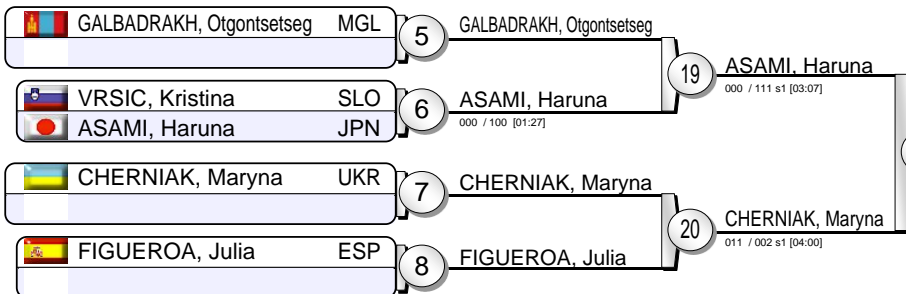 GALBADRAKH, Otgontsetseg MGL
5
GALBADRAKH, Otgontsetseg
19
ASAMI, Haruna
000 / 111 s1 [03:07]
VRSIC, Kristina SLO
ASAMI, Haruna JPN
6
ASAMI, Haruna
000 / 100 [01:27]
CHERNIAK, Maryna UKR
7
CHERNIAK, Maryna
20
CHERNIAK, Maryna
011 / 002 s1 [04:00]
FIGUEROA, Julia ESP
8
FIGUEROA, Julia